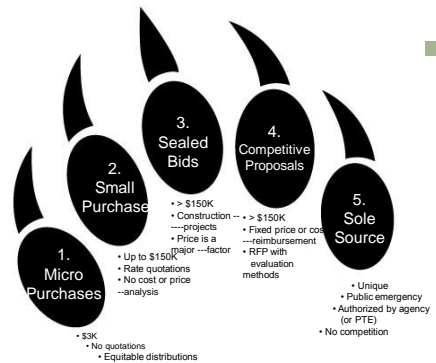 1.
Micro
Purchases
• $3K
• No quotations
• Equitable distributions
2.
Small
Purchase
• Up to $150K
• Rate quotations
• No cost or price
--analysis
3.
Sealed
Bids
• > $150K
• Construction --
----projects
• Price is a
major ---factor
4.
Competitive
Proposals
• > $150K
• Fixed price or cos
---reimbursement
• RFP with
evaluation
methods
5.
Sole
Source
• Unique
• Public emergency
• Authorized by agency
(or PTE)
• No competition